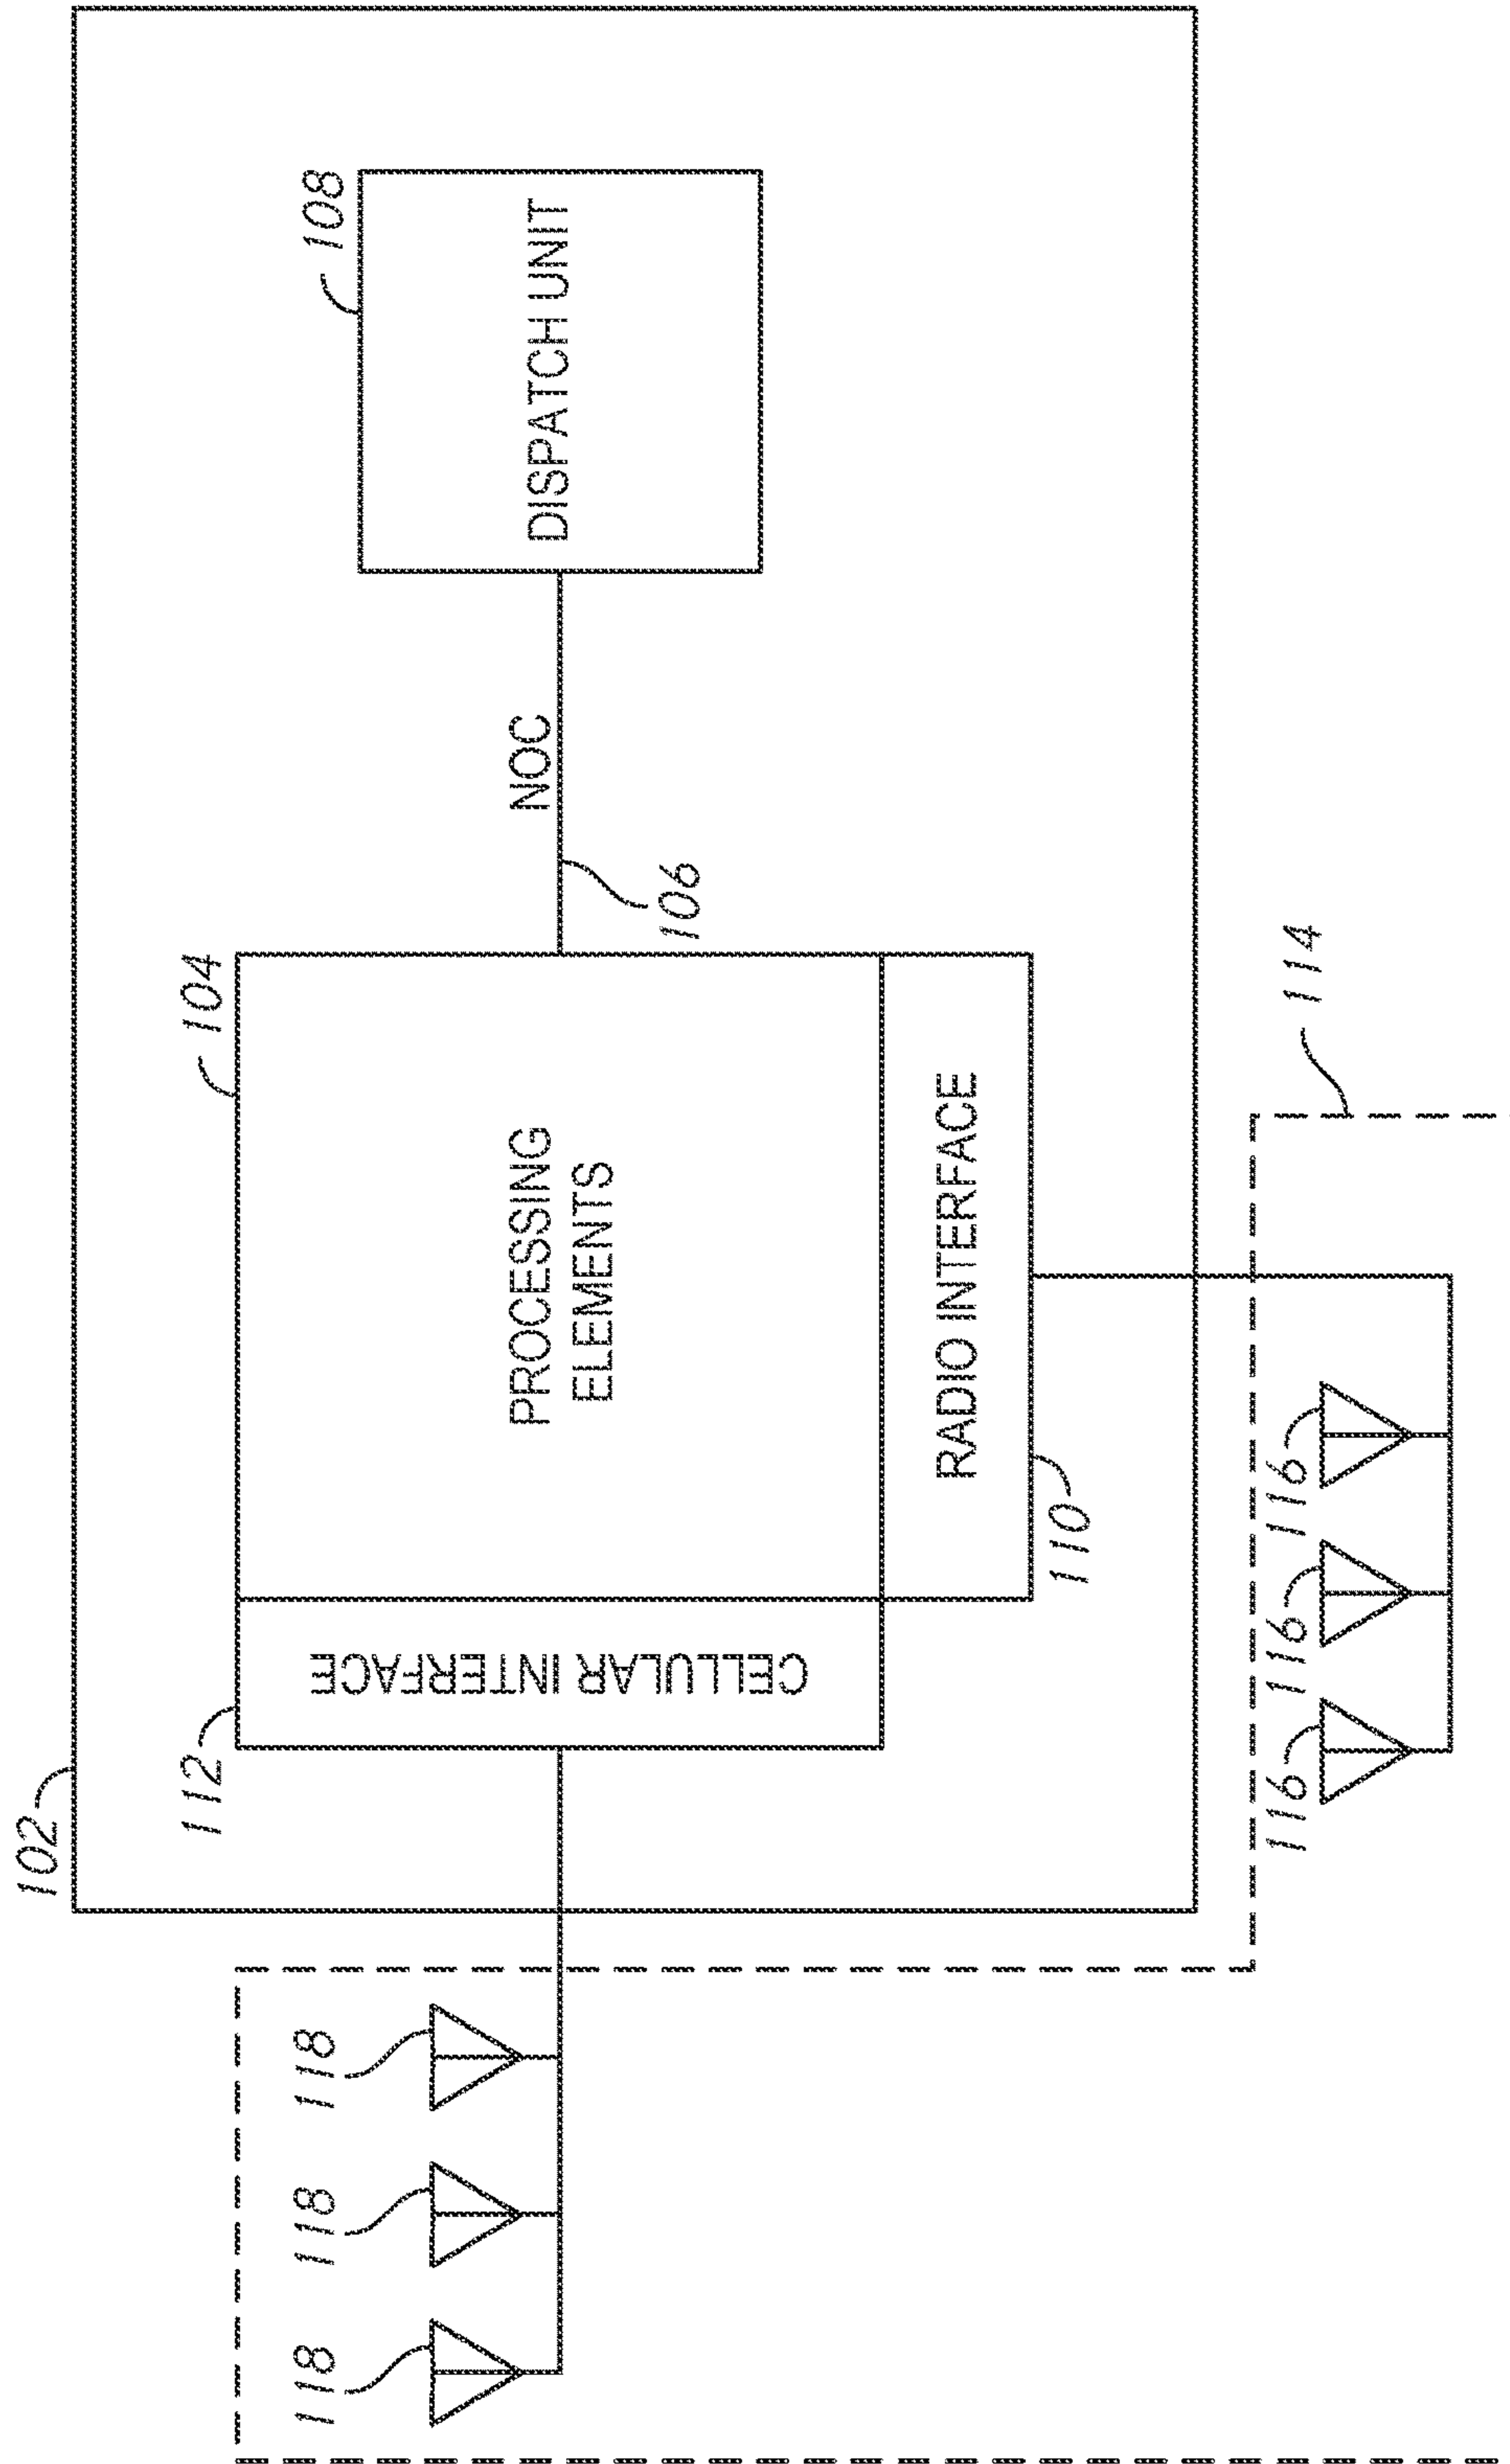 102
112
104
118
118
118
108
CELLULAR INTERFACE
PROCESSING
ELEMENTS
NOC
DISPATCH UNIT
106
RADIO INTERFACE
110
116
116
116
114